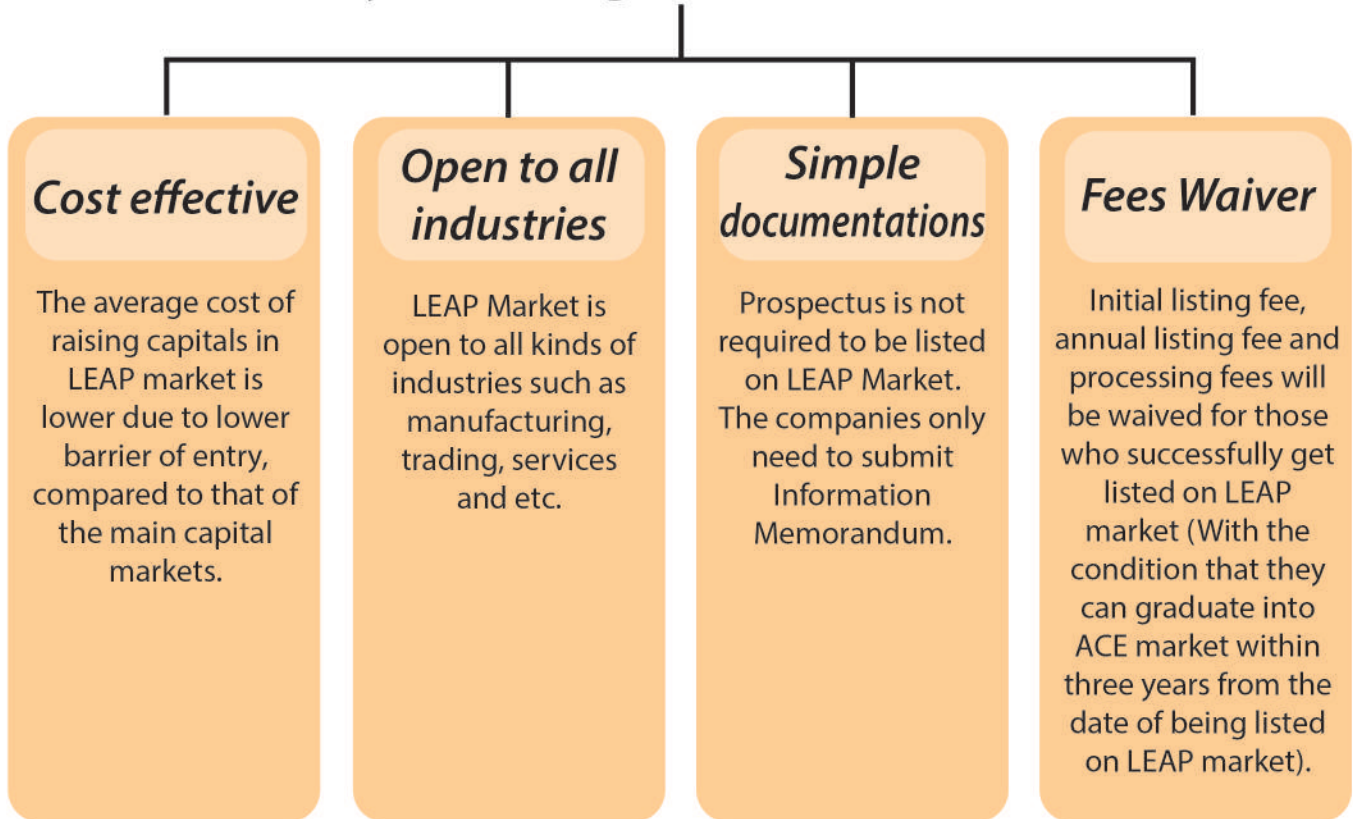 Cost effective
The average cost of
raising capitals in
LEAP market is
lower due to lower
barrier of entry,
compared to that of
the main capital
markets.
Open to all
industries
LEAP Market is
open to all kinds of
industries such as
manufacturing,
trading, services
and etc.
Simple
documentations
Prospectus is not
required to be listed
on LEAP Market.
The companies only
need to submit
Information
Memorandum.
Fees Waiver
Initial listing fee,
annual listing fee and
processing fees will
be waived for those
who successfully get
listed on LEAP
market (With the
condition that they
can graduate into
ACE market within
three years from the
date of being listed
on LEAP market).